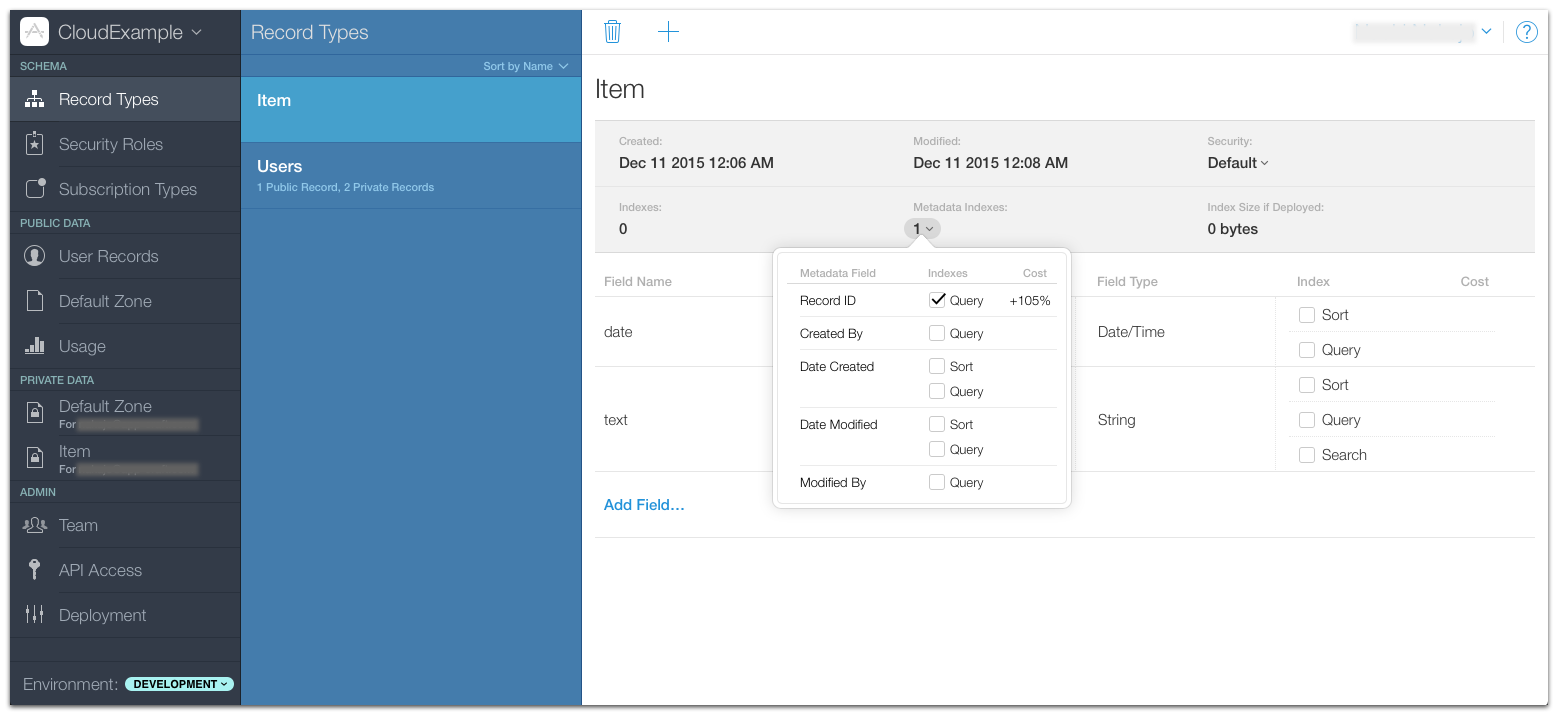 CloudExample
SCHEMA
Record Types
Security Roles
Subscription Types
PUBLIC DATA
User Records
Default Zone
Usage
PRIVATE DATA
Default Zone
For
Item
For
ADMIN
Team
API Access
Deployment
Environment: DEVELOPMENT
Record Types
Sort by Name
Item
Users
1 Public Record, 2 Private Records
?
Item
Created: Modified: Security:
Dec 11 2015 12:06 AM Dec 11 2015 12:08 AM Default
Indexes: Metadata Indexes: Index Size if Deployed:
0 1 0 bytes
Metadata Field Indexes Cost
Record ID Query +105%
Created By Query
Date Created Sort
Query
Date Modified Sort
Query
Modified By Query
Field Name Field Type Index Cost
date Date/Time Sort
Query
text String Sort
Query
Search
Add Field...